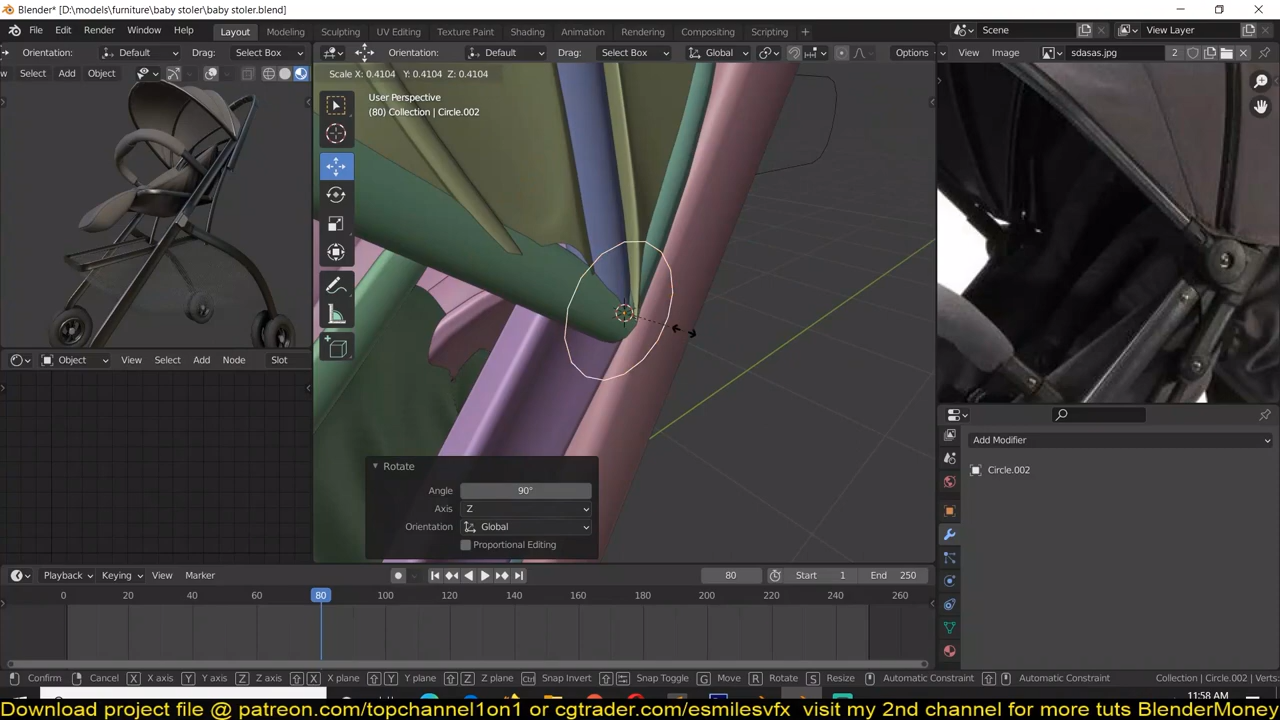 Blender* [D:\models\furniture\baby stoler\baby stoler.blend]
File Edit Render Window Help
Layout Modeling Sculpting UV Editing Texture Paint Shading Animation Rendering Compositing Scripting +
Scene
View Layer
Orientation: Default Drag: Select Box
Orientation: Default Drag: Select Box Global Options
View Image sdasas.jpg 2
Select Add Object
Scale X: 0.4104 Y: 0.4104 Z: 0.4104
User Perspective
(80) Collection | Circle.002
Object View Select Add Node Slot
Add Modifier
Circle.002
Rotate
Angle 90°
Axis Z
Orientation Global
Proportional Editing
Playback Keying View Marker
80 Start 1 End 250
0 20 40 60 80 100 120 140 160 180 200 220 240 260
Confirm Cancel X X axis Y Y axis Z Z axis X X plane Y Y plane Z Z plane Ctrl Snap Invert Snap Toggle G Move R Rotate S Resize Automatic Constraint Automatic Constraint Collection | Circle.002 | Verts:
11:58 AM
Download project file @ patreon.com/topchannel1on1 or cgtrader.com/esmilesvfx visit my 2nd channel for more tuts BlenderMoney